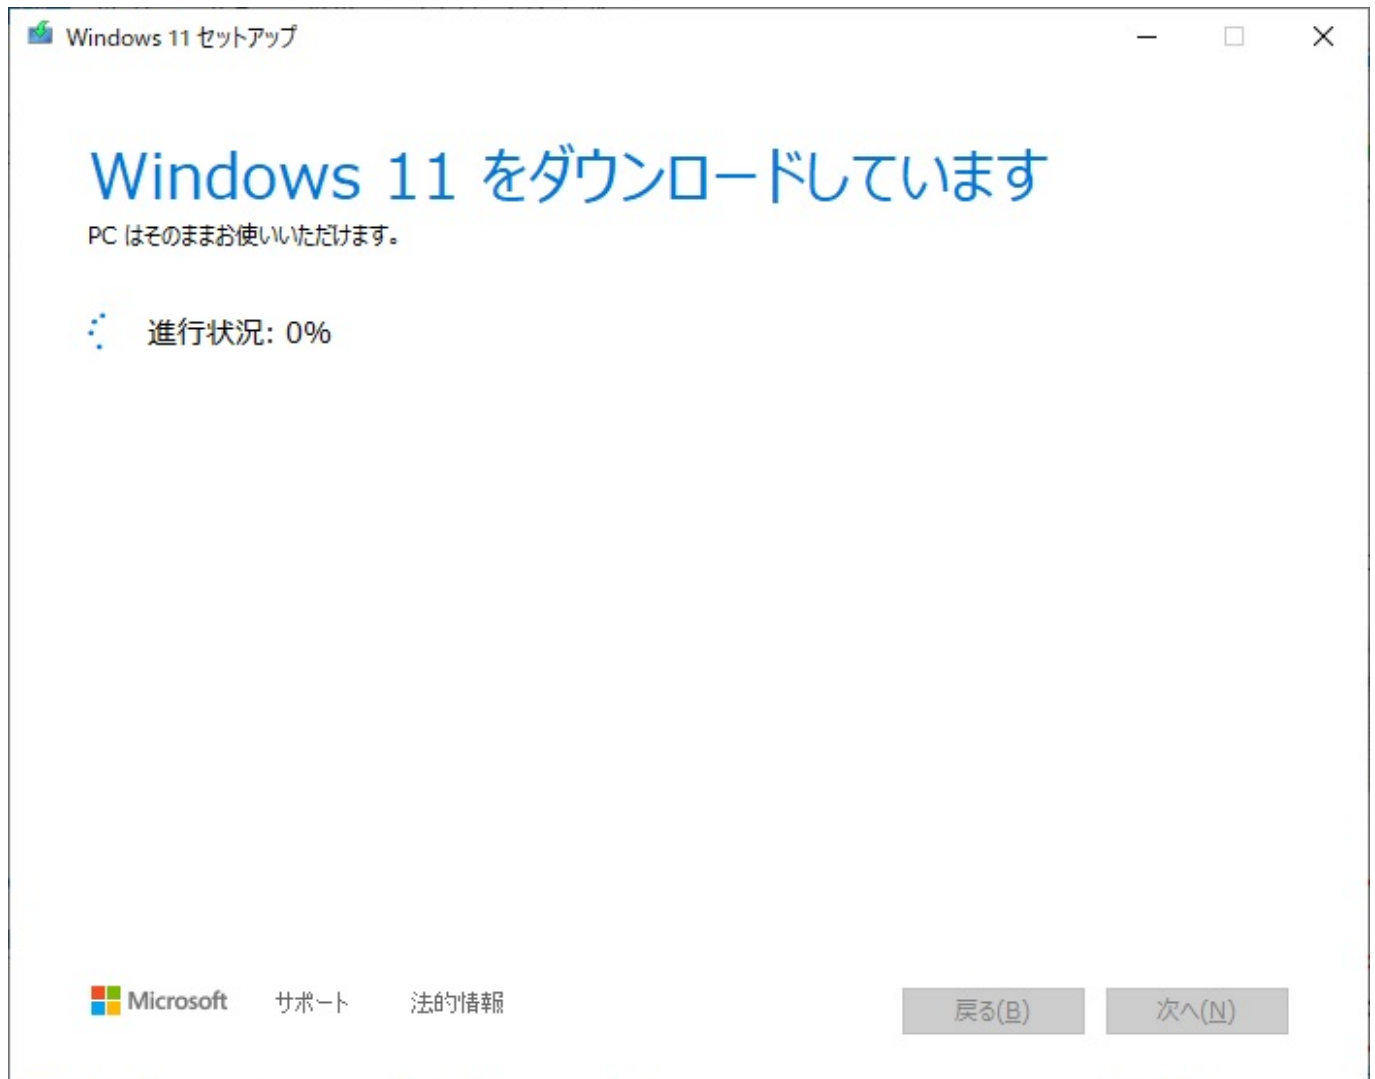 Windows 11 セットアップ
Windows 11 をダウンロードしています
PC はそのままお使いいただけます。
進行状況: 0%
Microsoft サポート 法的情報 戻る(B) 次へ(N)